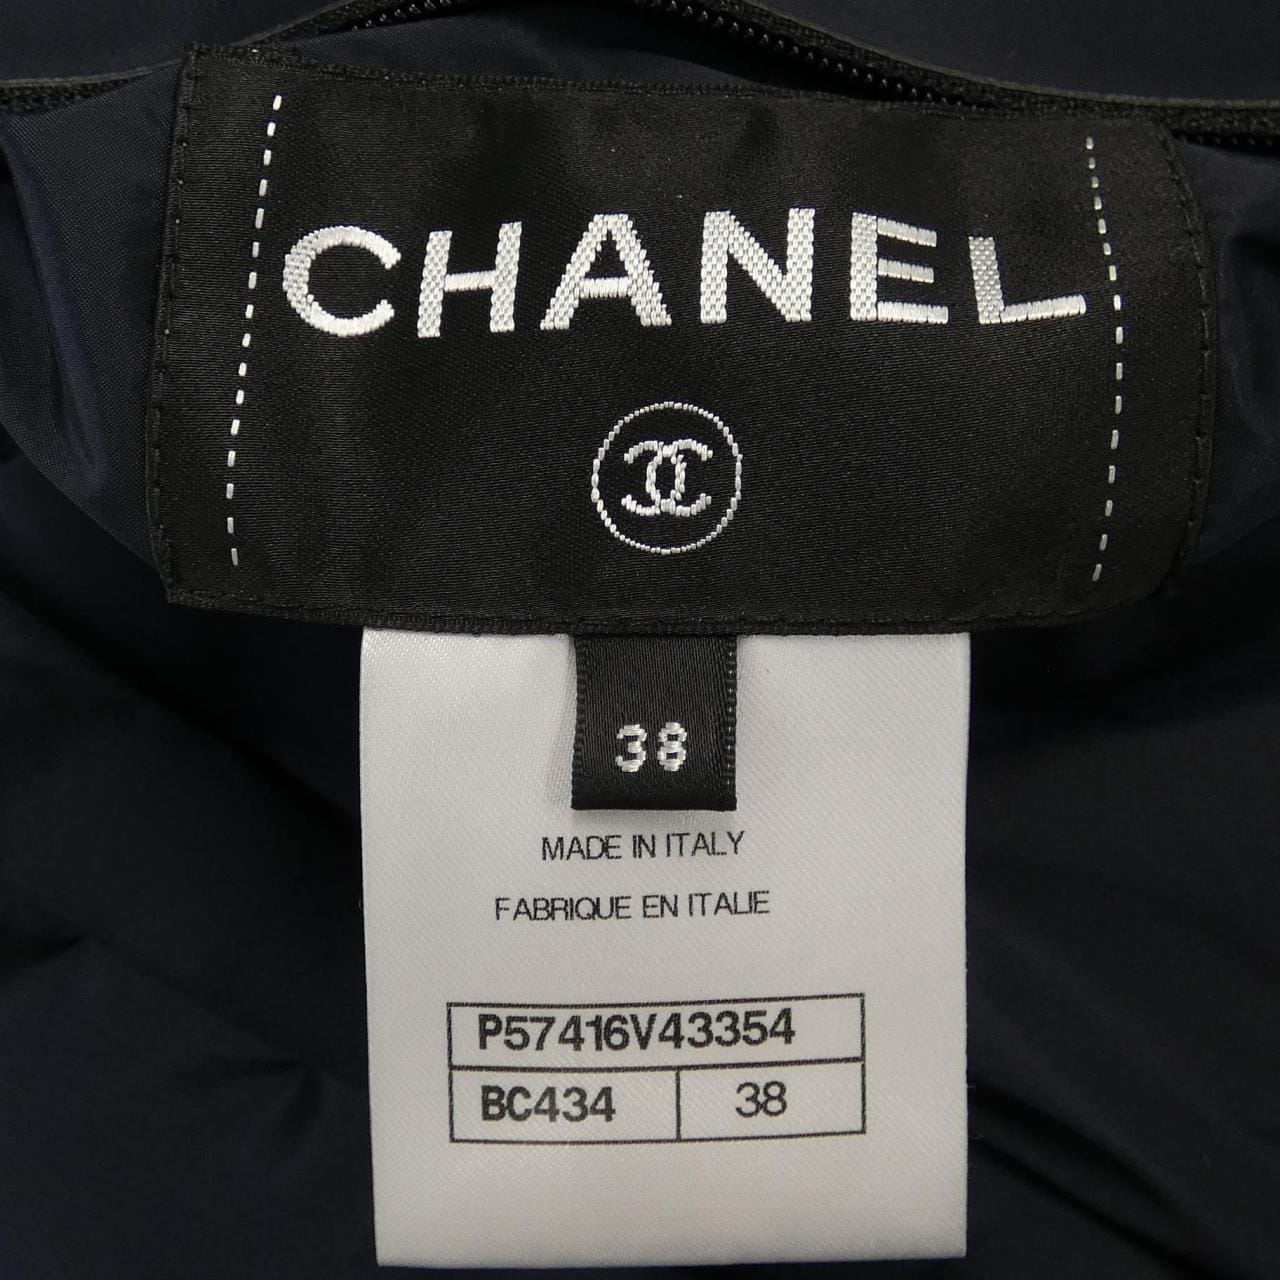 CHANEL
38
MADE IN ITALY
FABRIQUE EN ITALIE
P57416V43354
BC434 38